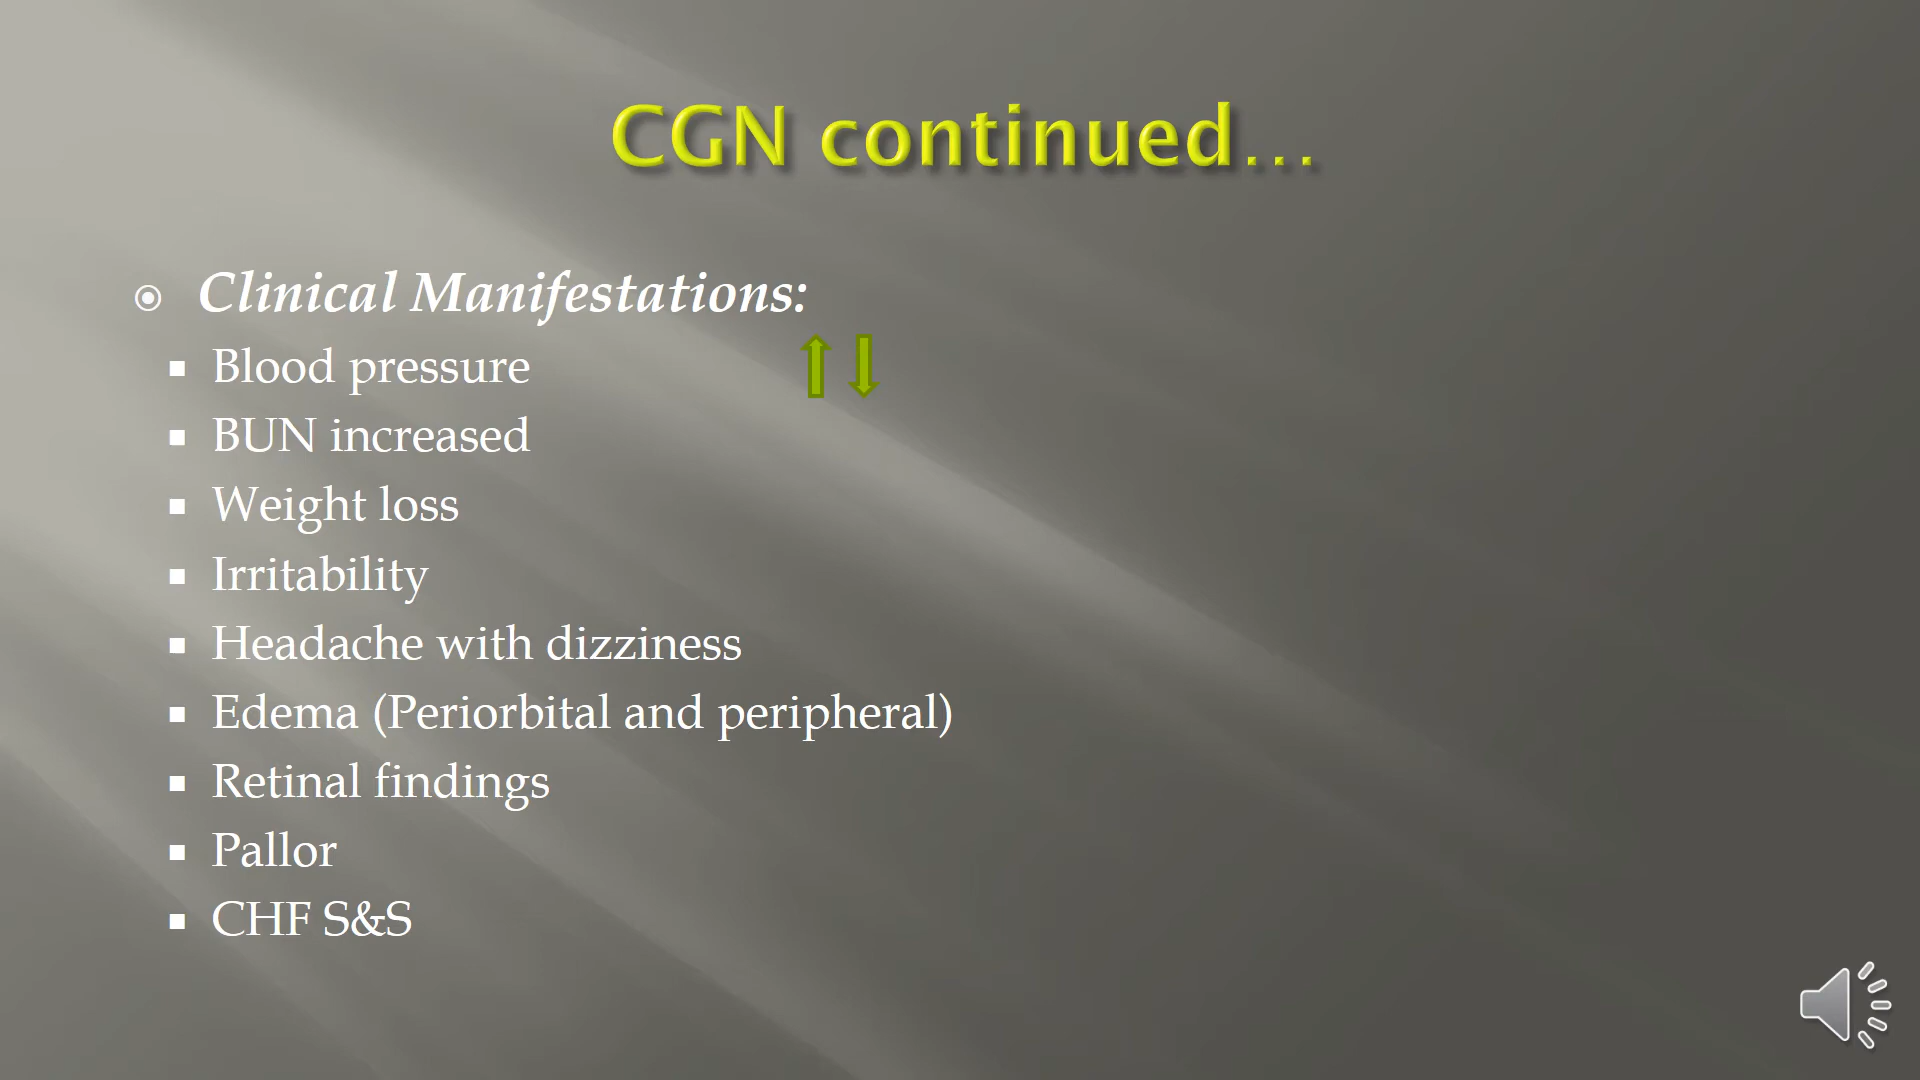 CGN continued...
Clinical Manifestations:
Blood pressure
BUN increased
Weight loss
Irritability
Headache with dizziness
Edema (Periorbital and peripheral)
Retinal findings
Pallor
CHF S&S